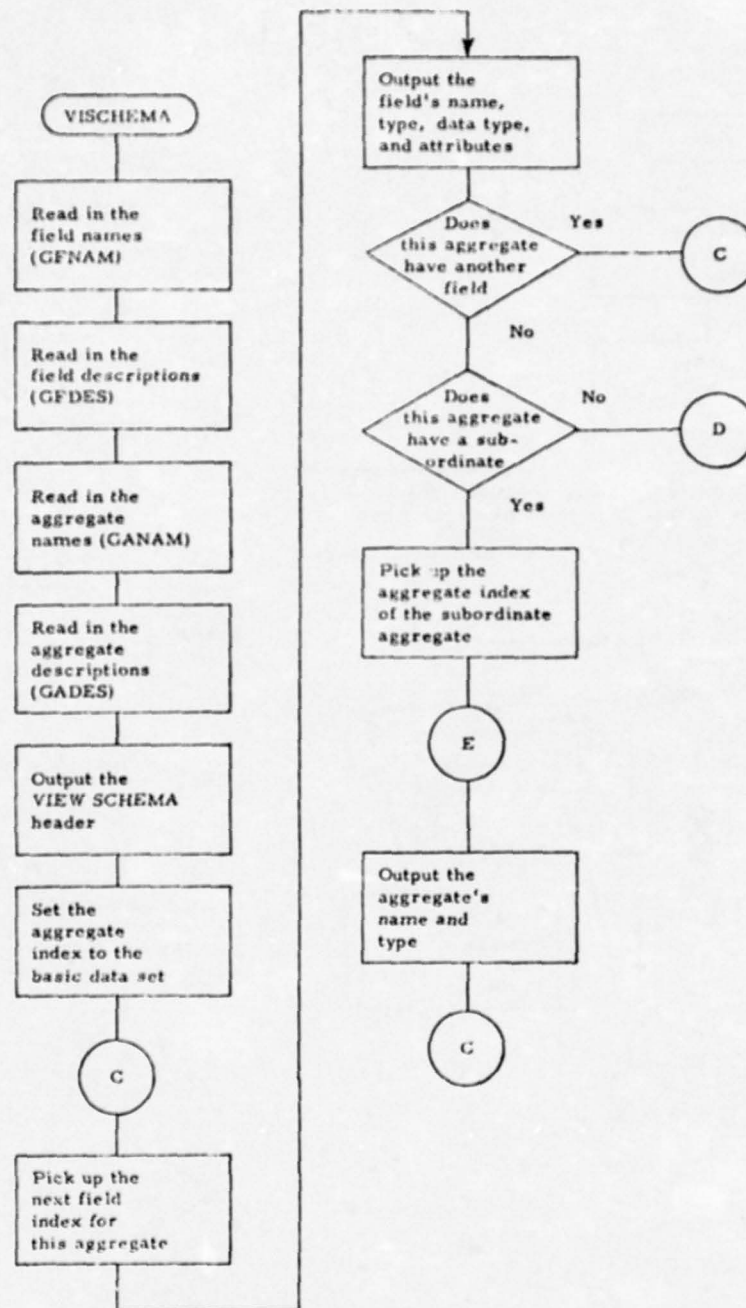 VISCHEMA
Read in the
field names
(GFNAM)
Read in the
field descriptions
(GFDES)
Read in the
aggregate
names (GANAM)
Read in the
aggregate
descriptions
(GADES)
Output the
VIEW SCHEMA
header
Set the
aggregate
index to the
basic data set
C
Pick up the
next field
index for
this aggregate
Output the
field's name,
type, data type,
and attributes
Does
this aggregate
have another
field
Yes
C
No
Does
this aggregate
have a sub-
ordinate
No
D
Yes
Pick up the
aggregate index
of the subordinate
aggregate
E
Output the
aggregate's
name and
type
C